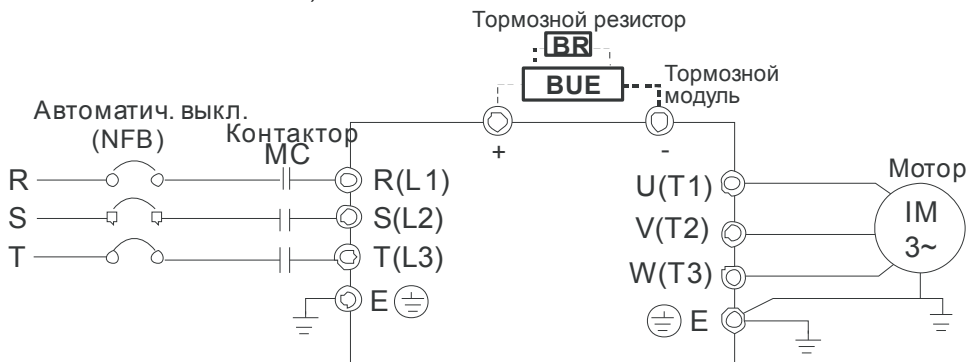 Тормозной резистор
BR
BUE
Тормозной
модуль
Автоматич. выкл.
(NFB)
Контактор
MC
+
-
Мотор
R
R(L1)
U(T1)
IM
3~
S
S(L2)
V(T2)
T
T(L3)
W(T3)
E
E